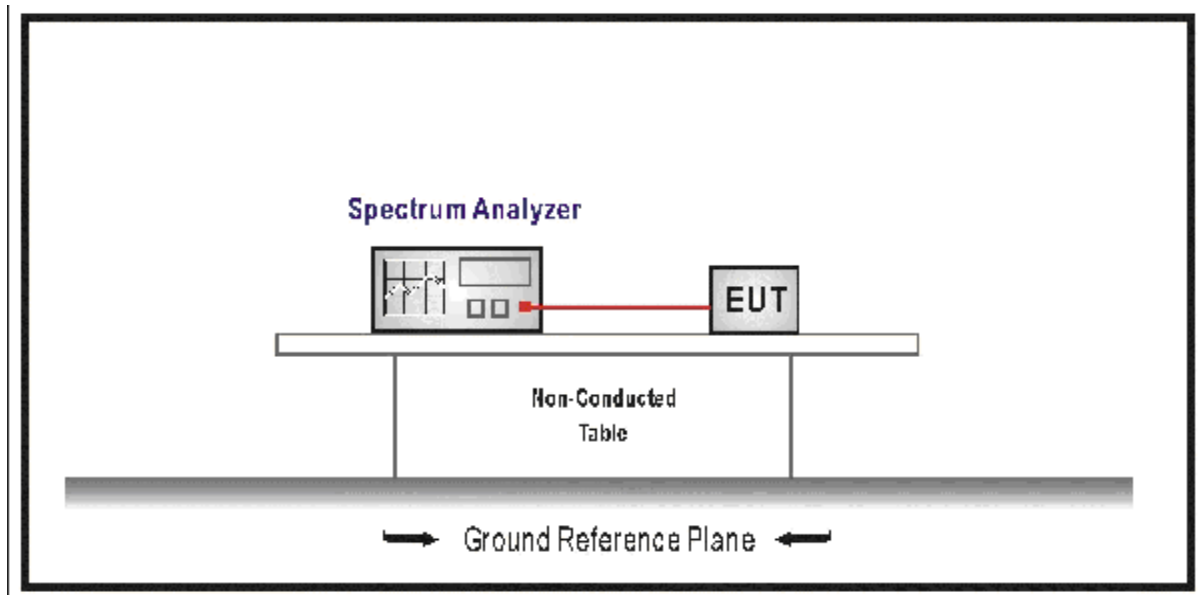 Spectrum Analyzer
EUT
Non-Conducted
Table
Ground Reference Plane